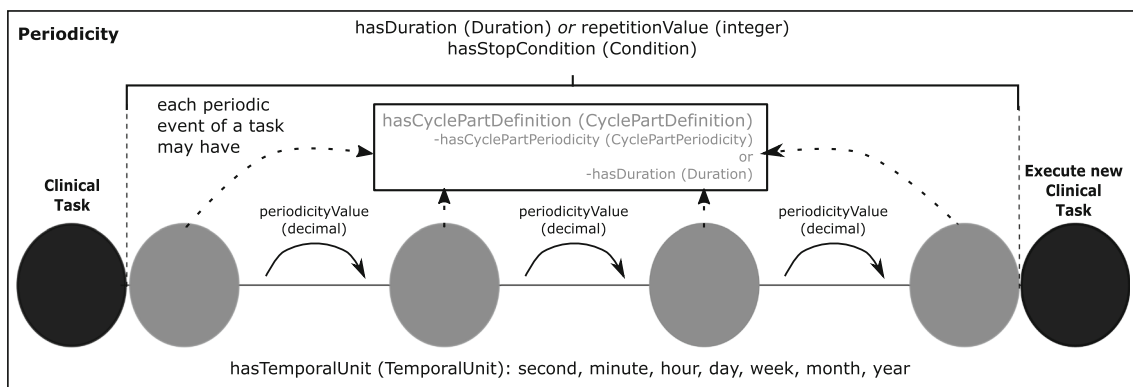 Periodicity
hasDuration (Duration) or repetitionValue (integer)
hasStopCondition (Condition)
each periodic
event of a task
may have
hasCyclePartDefinition (CyclePartDefinition)
-hasCyclePartPeriodicity (CyclePartPeriodicity)
or
-hasDuration (Duration)
Clinical
Task
Execute new
Clinical
Task
periodicityValue
(decimal)
periodicityValue
(decimal)
periodicityValue
(decimal)
hasTemporalUnit (TemporalUnit): second, minute, hour, day, week, month, year